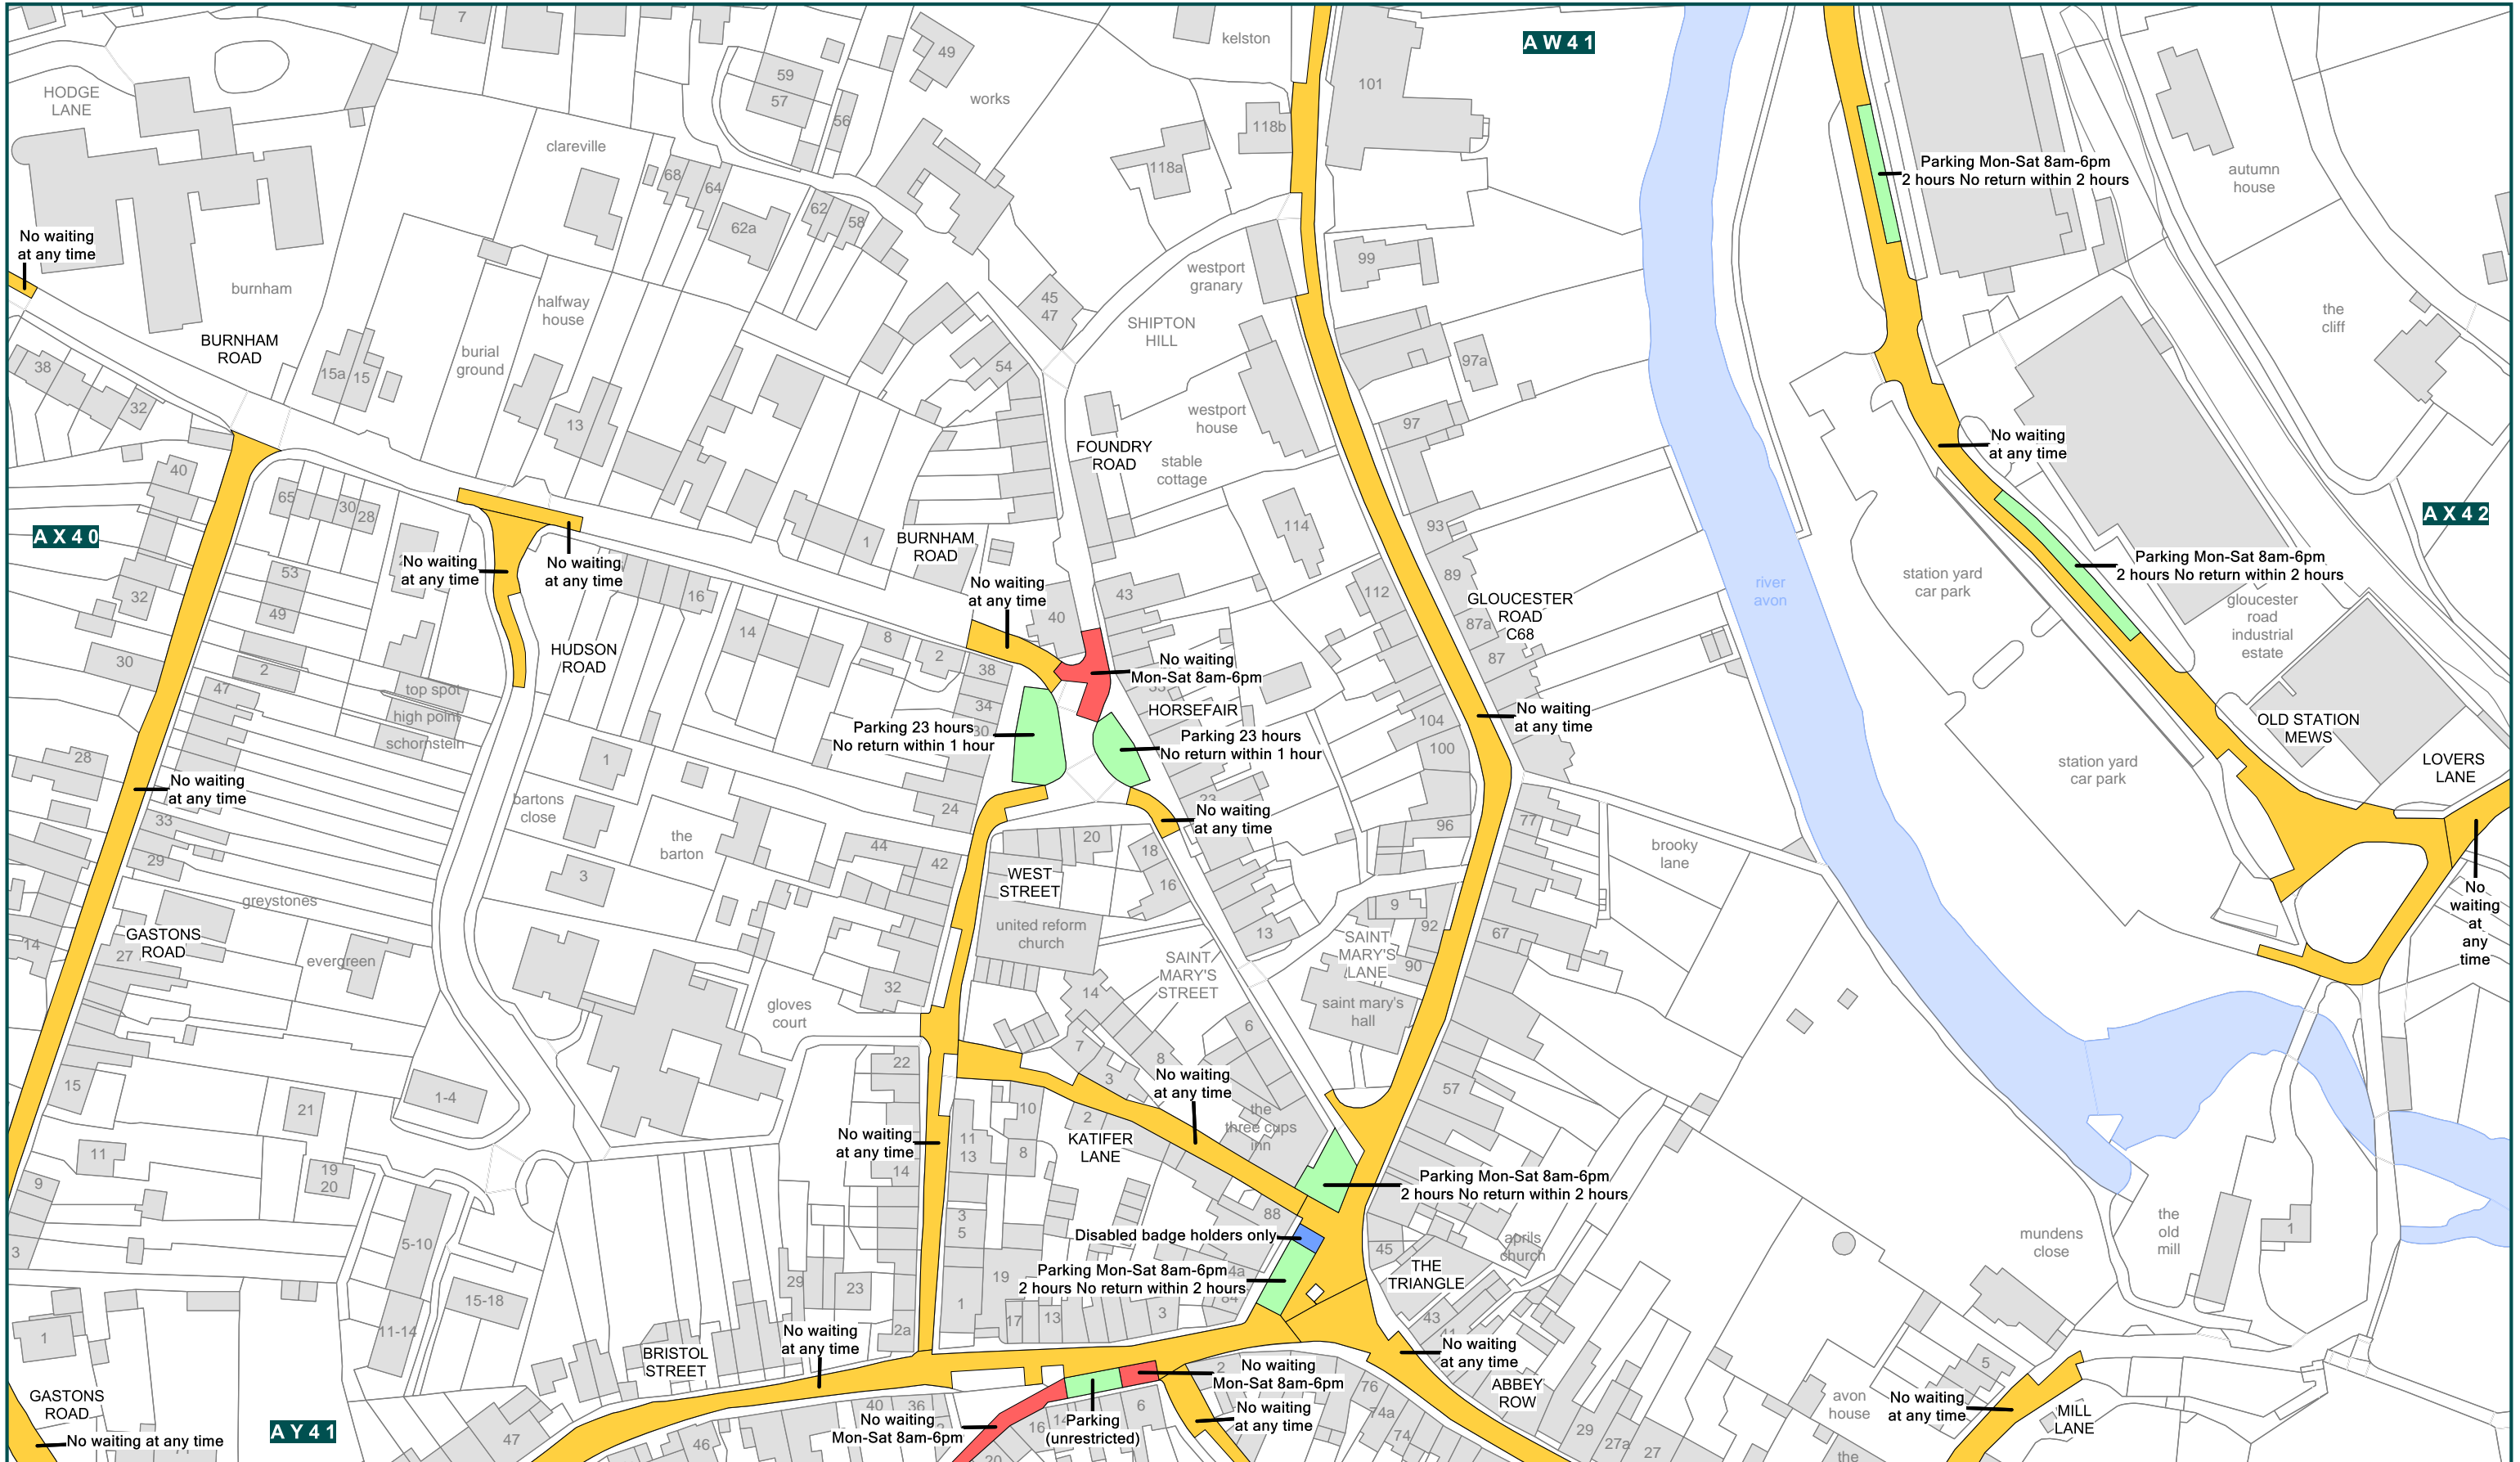 7
49
kelston
AW41
59
57
56
works
101
118b
118a
HODGE
LANE
clareville
68
64
62a
62
58
Parking Mon-Sat 8am-6pm
2 hours No return within 2 hours
autumn
house
No waiting
at any time
burnham
halfway
house
westport
granary
99
45
47
SHIPTON
HILL
the
cliff
BURNHAM
ROAD
burial
ground
38
15a
15
54
97a
32
13
westport
house
97
FOUNDRY
ROAD
stable
cottage
No waiting
at any time
40
65
30
28
114
93
AX40
AX42
1
BURNHAM
ROAD
No waiting
at any time
No waiting
at any time
No waiting
at any time
Parking Mon-Sat 8am-6pm
2 hours No return within 2 hours
53
49
32
16
43
112
89
river
avon
station yard
car park
gloucester
road
industrial
estate
GLOUCESTER
ROAD
C68
87a
87
14
8
2
40
38
34
HUDSON
ROAD
30
2
47
top spot
high point
schornstein
No waiting
Mon-Sat 8am-6pm
HORSEFAIR
No waiting
at any time
104
100
Parking 23 hours
No return within 1 hour
Parking 23 hours
No return within 1 hour
OLD STATION
MEWS
LOVERS
LANE
station yard
car park
28
No waiting
at any time
1
bartons
close
24
23
No waiting
at any time
33
29
the
barton
44
42
20
18
16
96
77
brooky
lane
3
WEST
STREET
No
waiting
at
any
time
greystones
14
GASTONS
ROAD
27
evergreen
united reform
church
13
9
92
67
SAINT
MARY'S
LANE
90
SAINT
MARY'S
STREET
32
gloves
court
14
saint mary's
hall
6
7
8
3
22
15
1-4
21
No waiting
at any time
57
10
2
the
three cups
inn
No waiting
at any time
11
13
8
KATIFER
LANE
14
11
9
19
20
Parking Mon-Sat 8am-6pm
2 hours No return within 2 hours
3
5
88
Disabled badge holders only
5-10
3
45
aprils
church
mundens
close
the
old
mill
1
THE
TRIANGLE
Parking Mon-Sat 8am-6pm
2 hours No return within 2 hours
29
23
19
4a
84
1
17
13
3
43
41
15-18
11-14
1
2a
No waiting
at any time
BRISTOL
STREET
No waiting
at any time
No waiting
Mon-Sat 8am-6pm
2
76
ABBEY
ROW
5
GASTONS
ROAD
AY41
47
46
40
36
No waiting
Mon-Sat 8am-6pm
16
14
Parking
(unrestricted)
6
No waiting
at any time
74a
74
29
27a
27
avon
house
No waiting
at any time
MILL
LANE
No waiting at any time
20
the